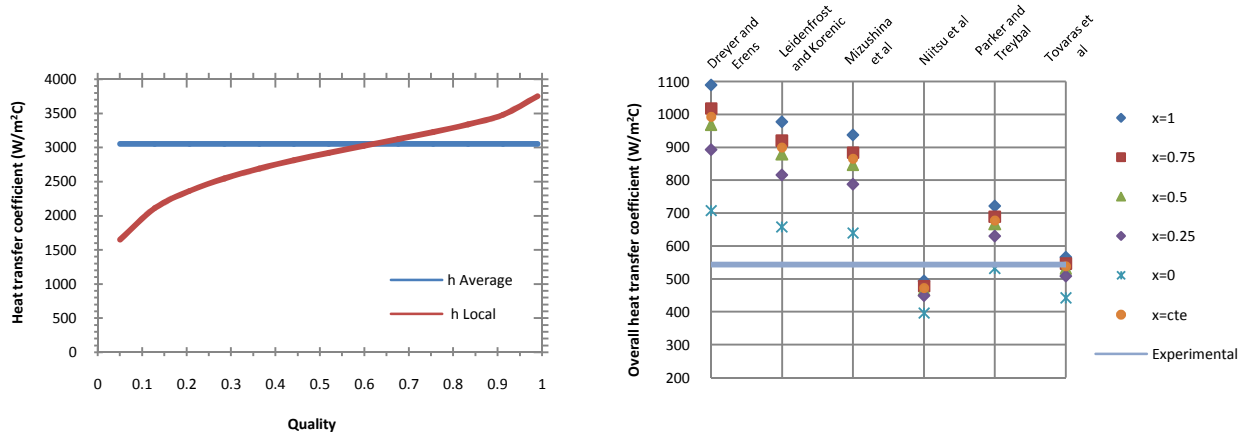 Heat transfer coefficient (W/m²C)
4000
3500
3000
2500
2000
1500
1000
500
0
h Average
h Local
0
0.1
0.2
0.3
0.4
0.5
0.6
0.7
0.8
0.9
1
Quality
Dreyer and
Erens
Leidenfrost
and Korenic
Mizushina
et al
Niitsu et al
Parker and
Treybal
Tovaras et
al
Overall heat transfer coefficient (W/m²C)
1100
1000
900
800
700
600
500
400
300
200
x=1
x=0.75
x=0.5
x=0.25
x=0
x=cte
Experimental